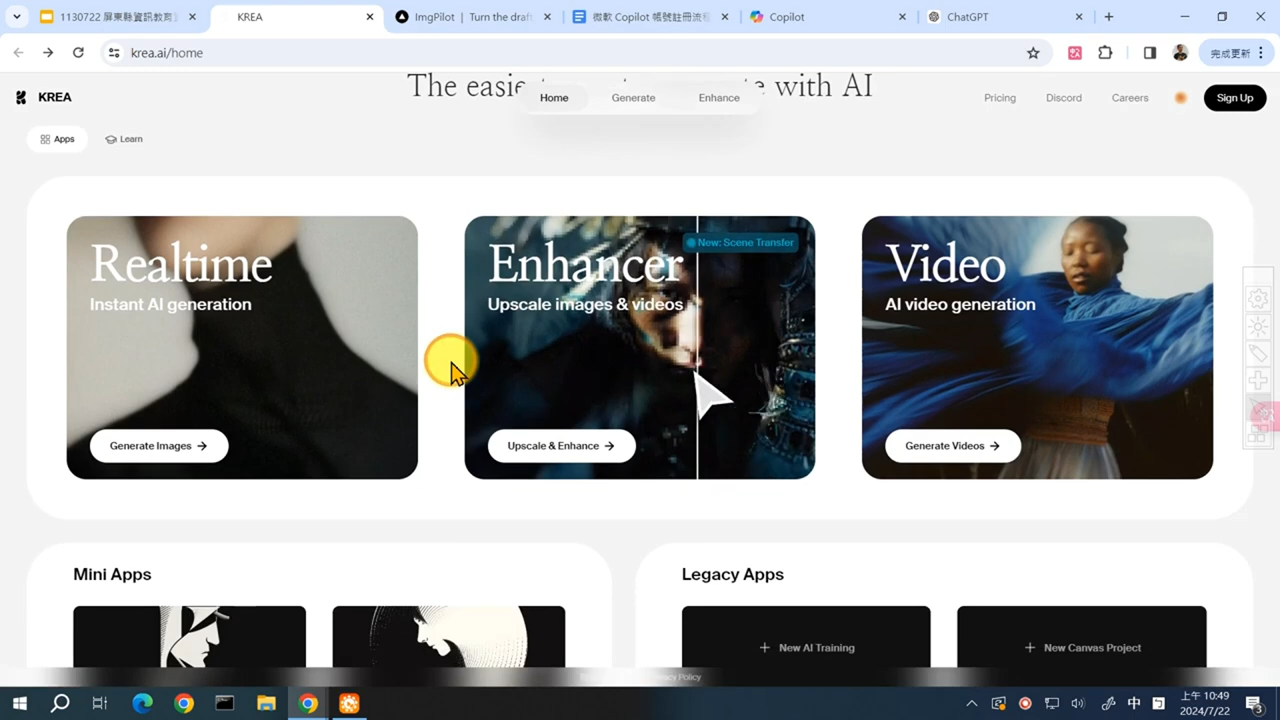 1130722 屏東縣資訊教育
KREA
ImgPilot | Turn the draft
微軟 Copilot 帳號註冊流程
Copilot
ChatGPT
krea.ai/home
完成更新
The easie
e with AI
KREA
Home
Generate
Enhance
Pricing
Discord
Careers
Sign Up
Apps
Learn
Realtime
Instant AI generation
Generate Images →
Enhancer
New: Scene Transfer
Upscale images & videos
Upscale & Enhance →
Video
AI video generation
Generate Videos →
Mini Apps
Legacy Apps
+ New AI Training
+ New Canvas Project
Policy
中
上午 10:49
2024/7/22
3